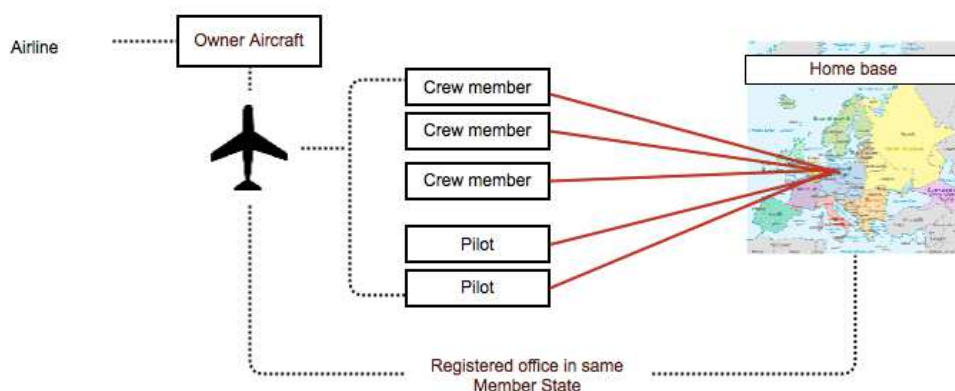 Airline
Owner Aircraft
Home base
Crew member
Crew member
Crew member
Pilot
Pilot
Registered office in same
Member State